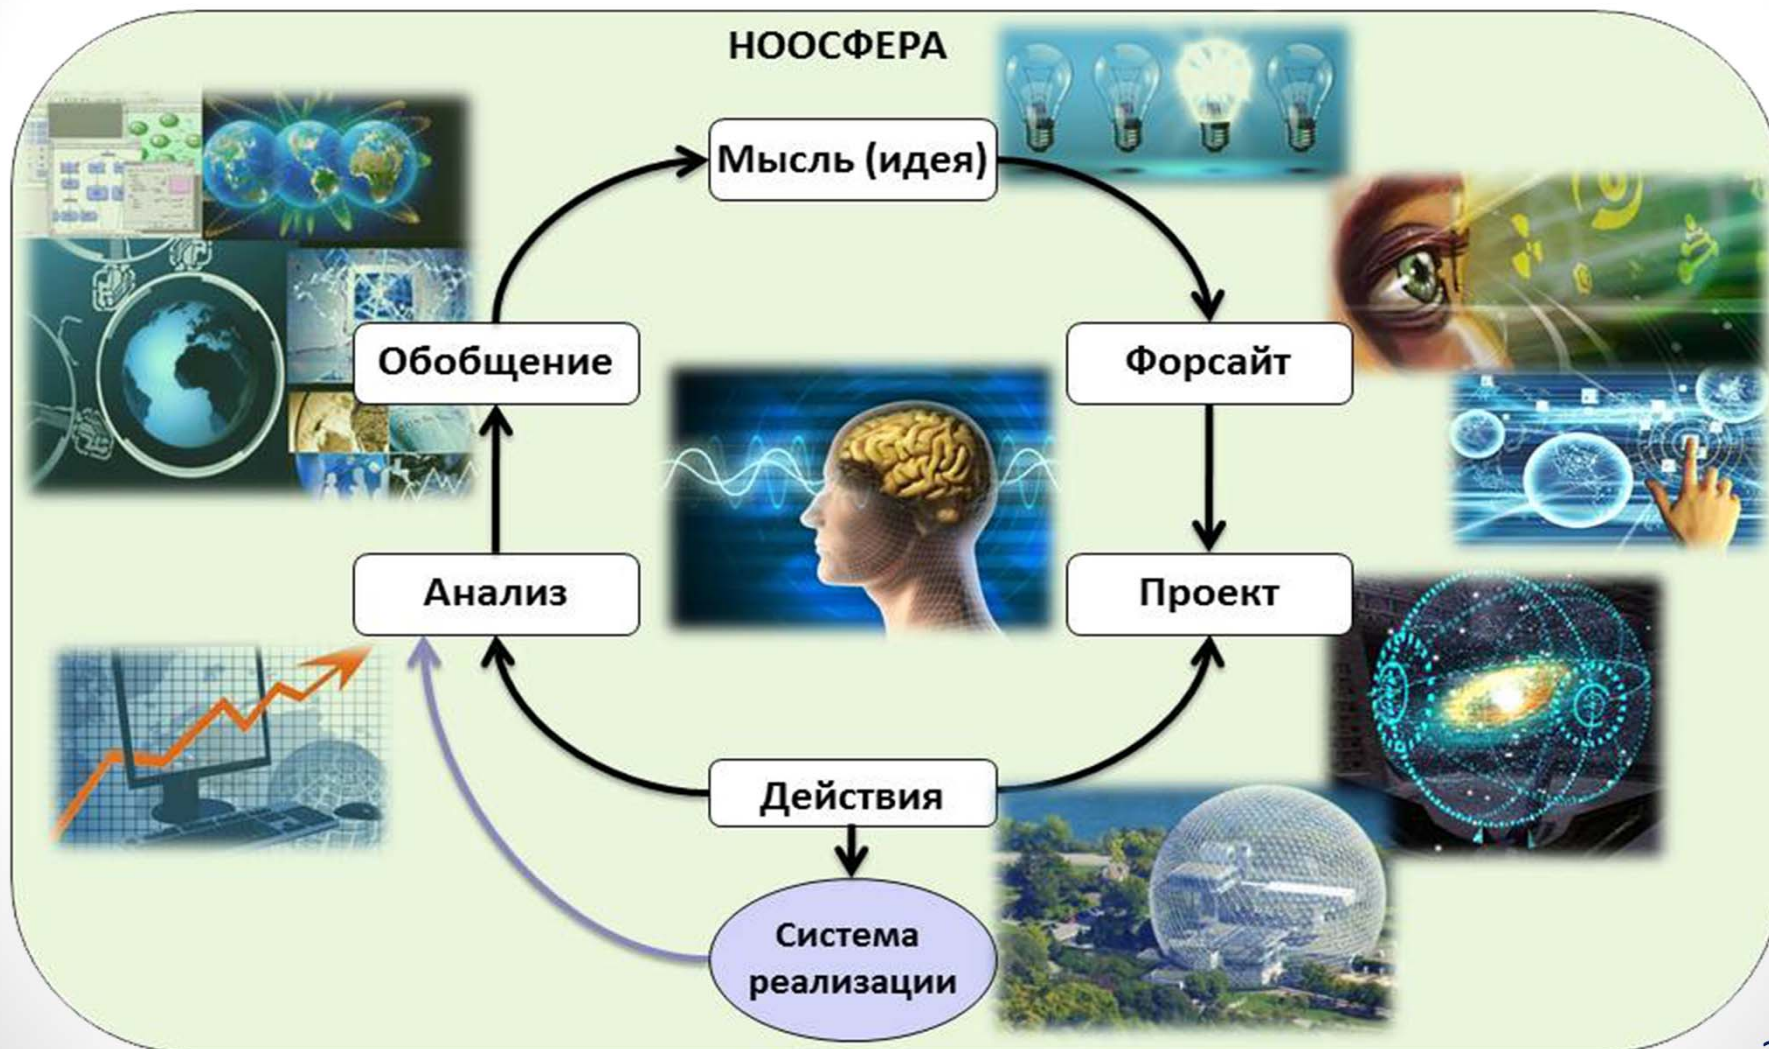 НООСФЕРА
Мысль (идея)
Обобщение
Форсайт
Анализ
Проект
Действия
Система
реализации